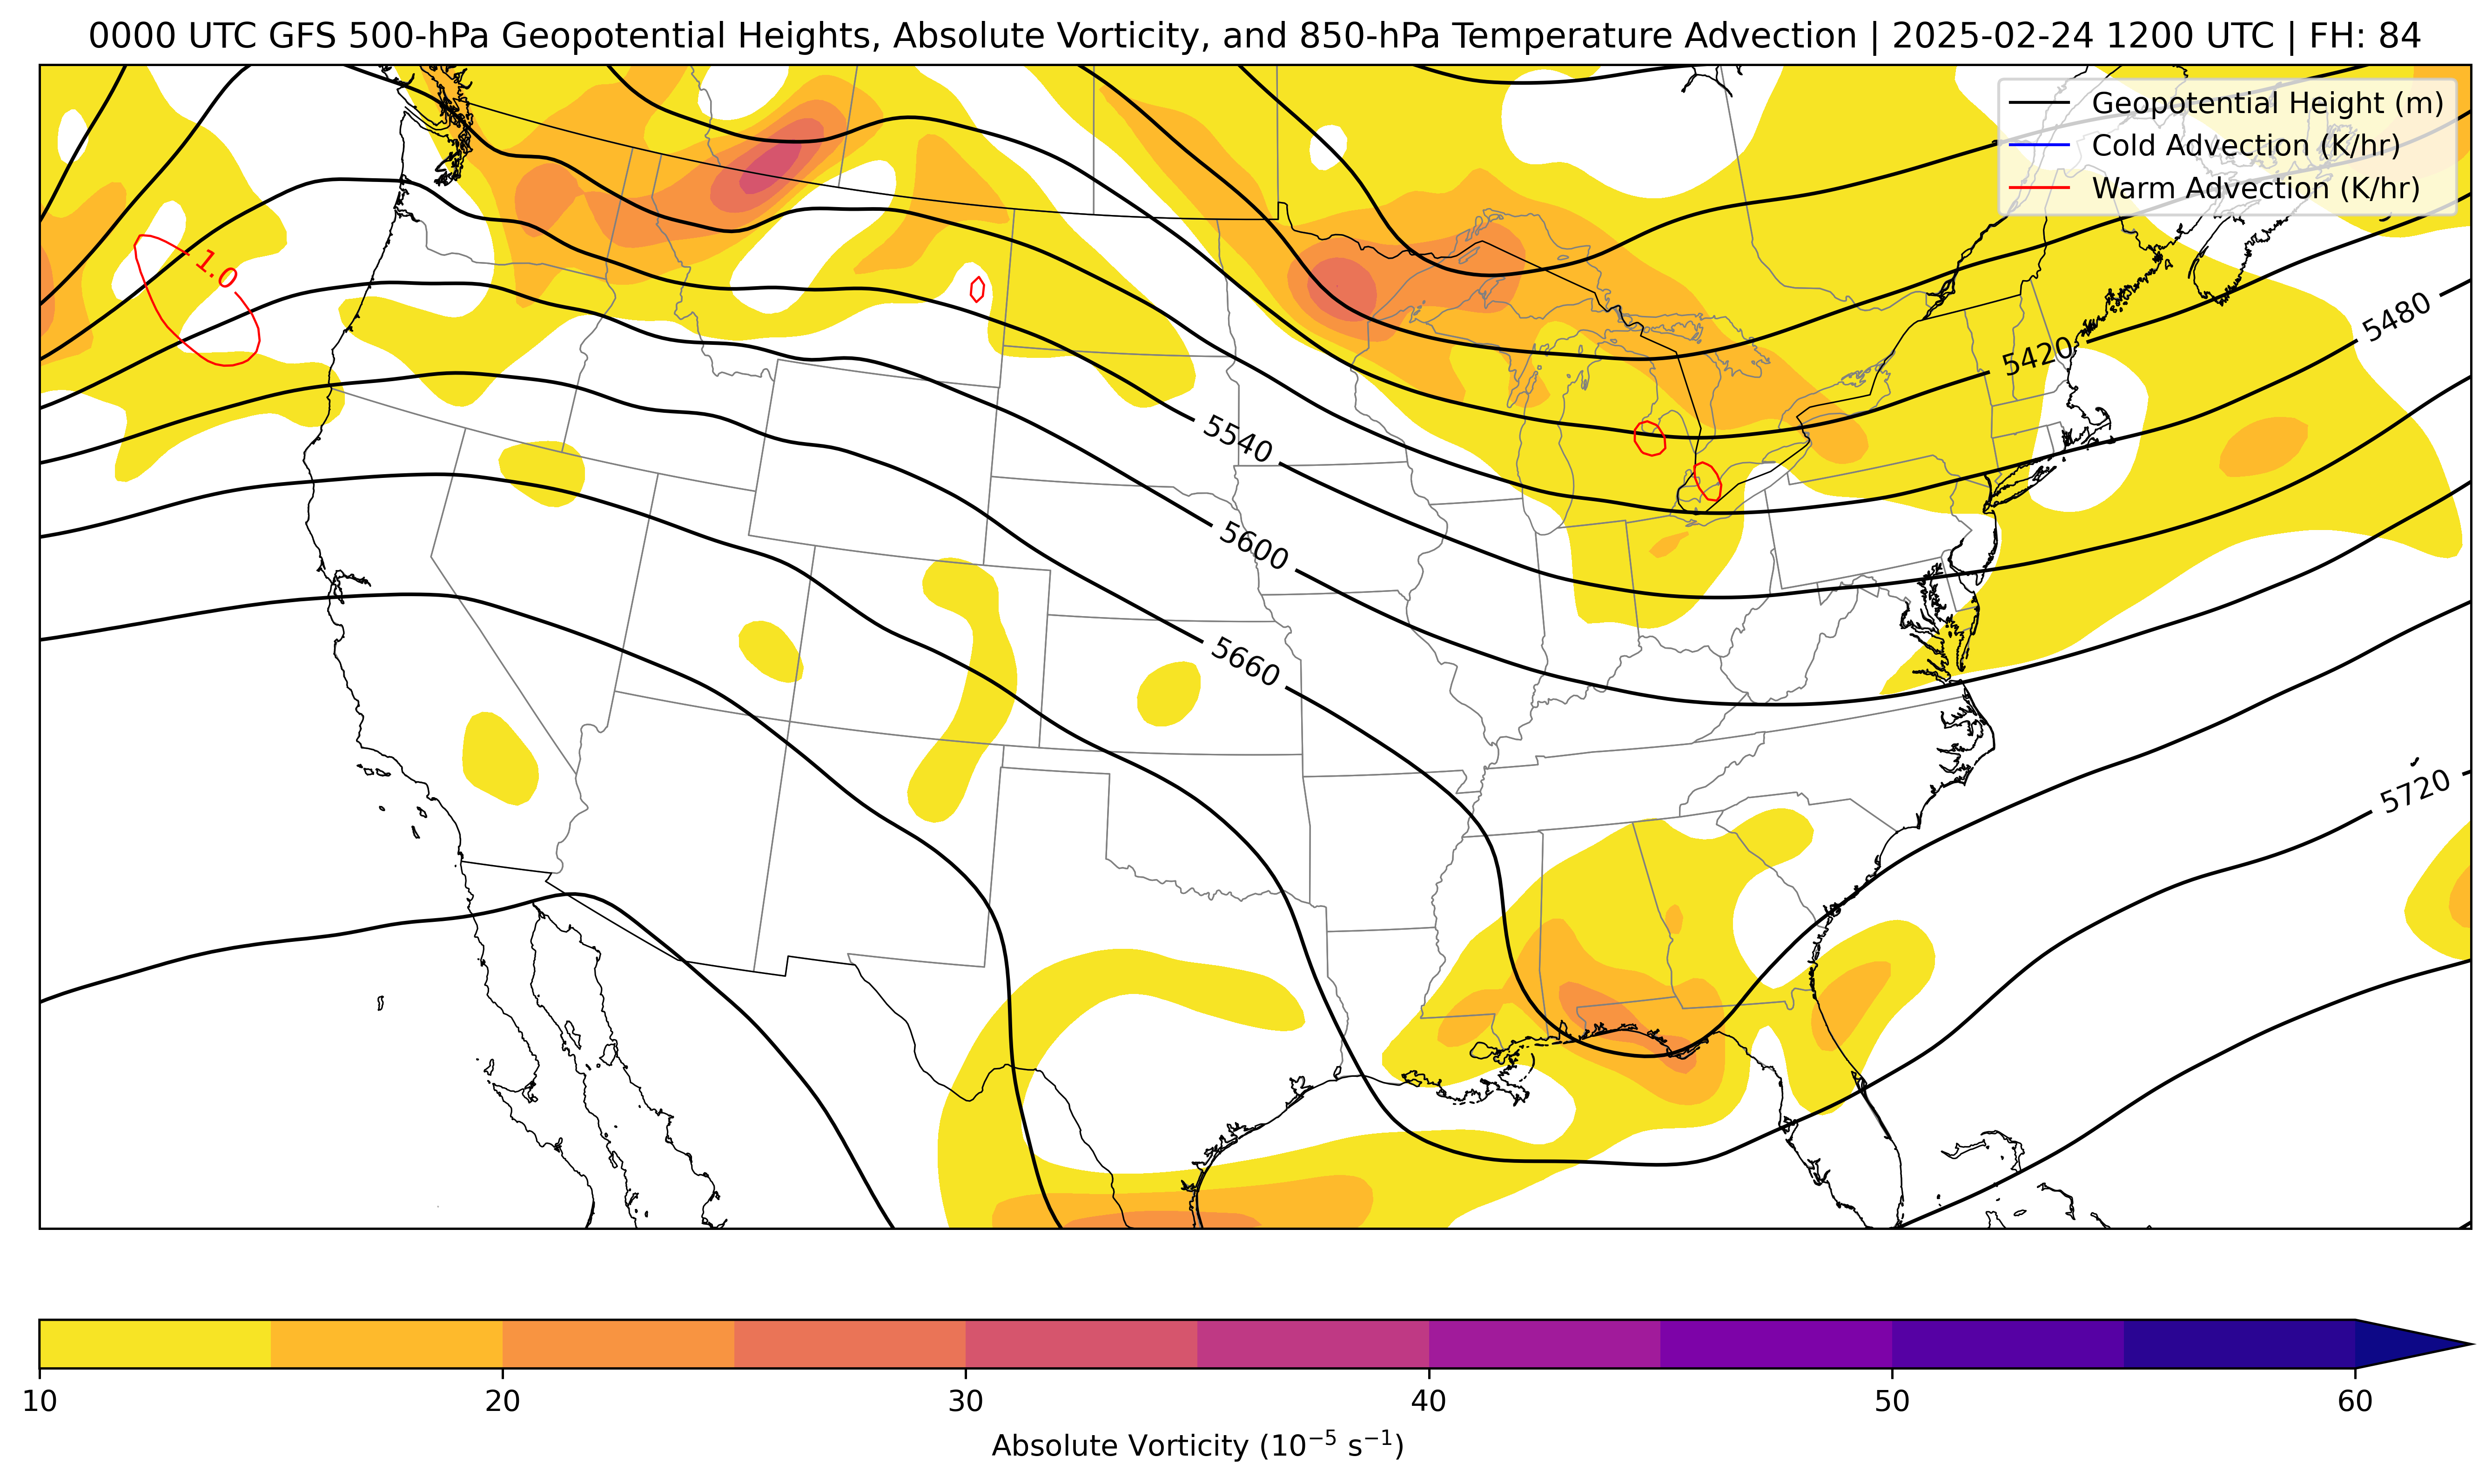 0000 UTC GFS 500-hPa Geopotential Heights, Absolute Vorticity, and 850-hPa Temperature Advection | 2025-02-24 1200 UTC | FH: 84
Geopotential Height (m)
Cold Advection (K/hr)
Warm Advection (K/hr)
1.0
5480
5420
5540
5600
5660
5720
10 20 30 40 50 60
Absolute Vorticity (10⁻⁵ s⁻¹)